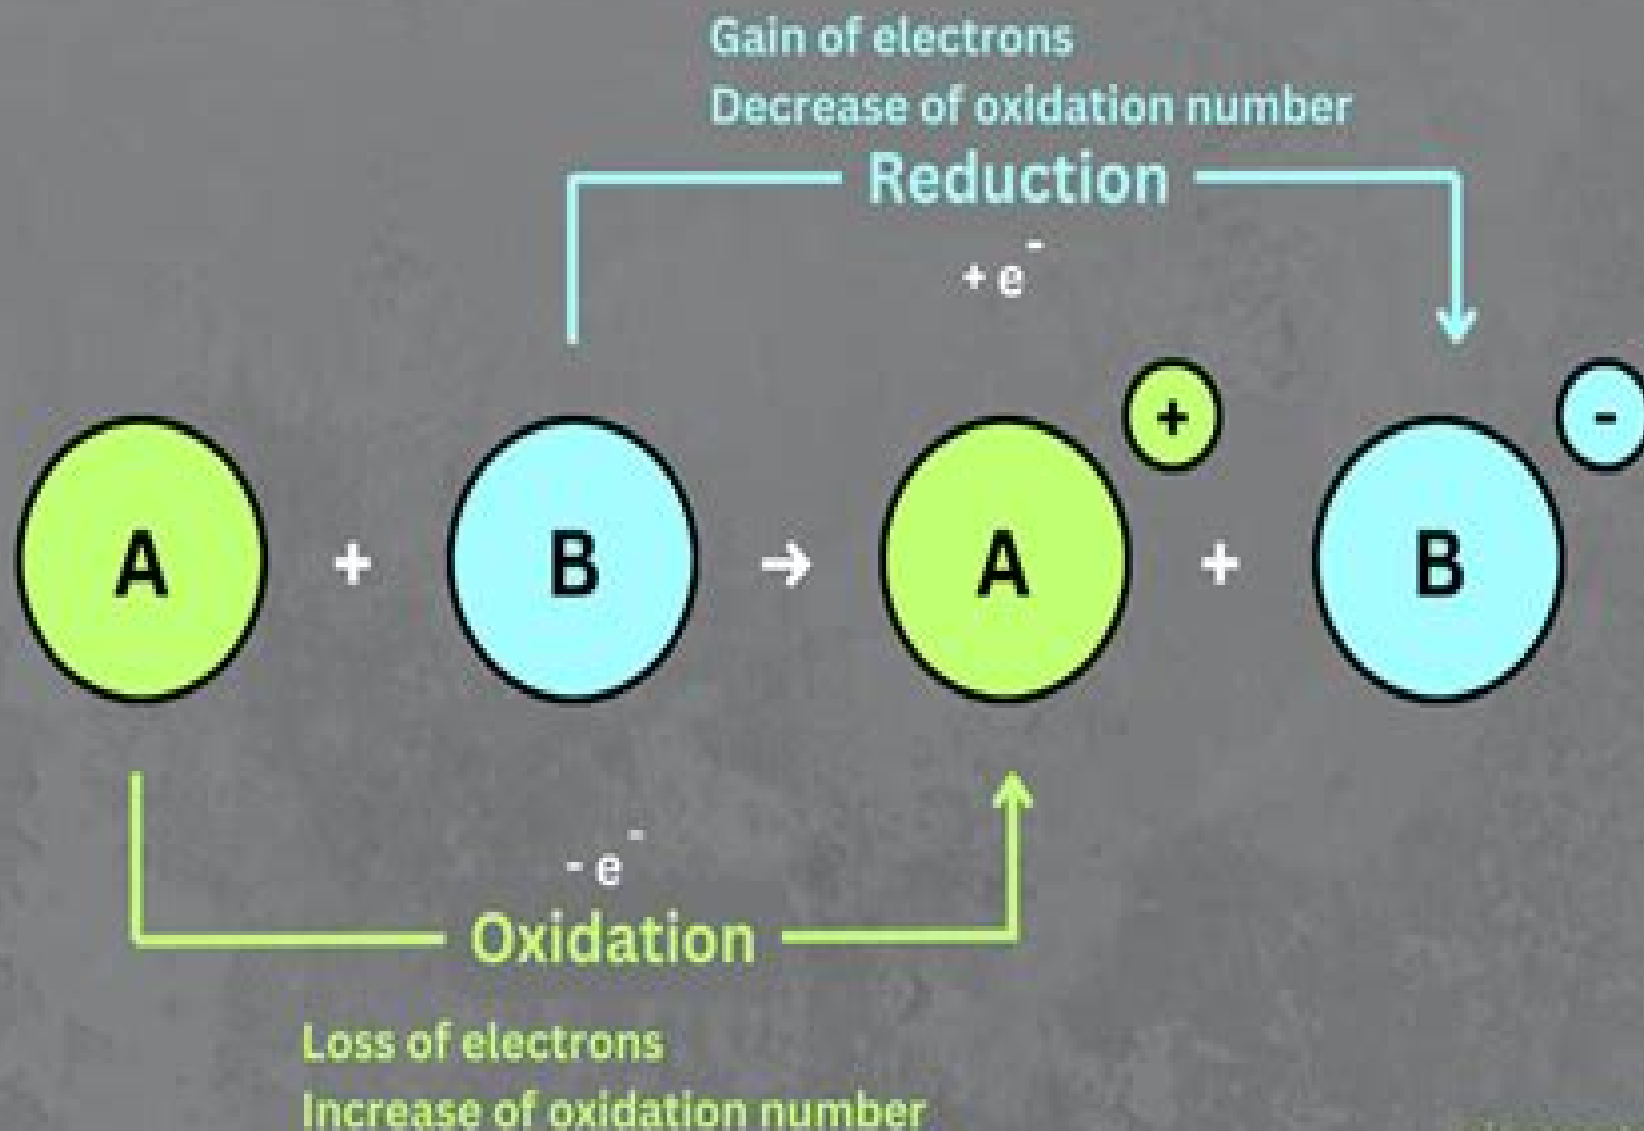 Gain of electrons
Decrease of oxidation number
Reduction
+ e⁻
A + B → A⁺ + B⁻
- e⁻
Oxidation
Loss of electrons
Increase of oxidation number